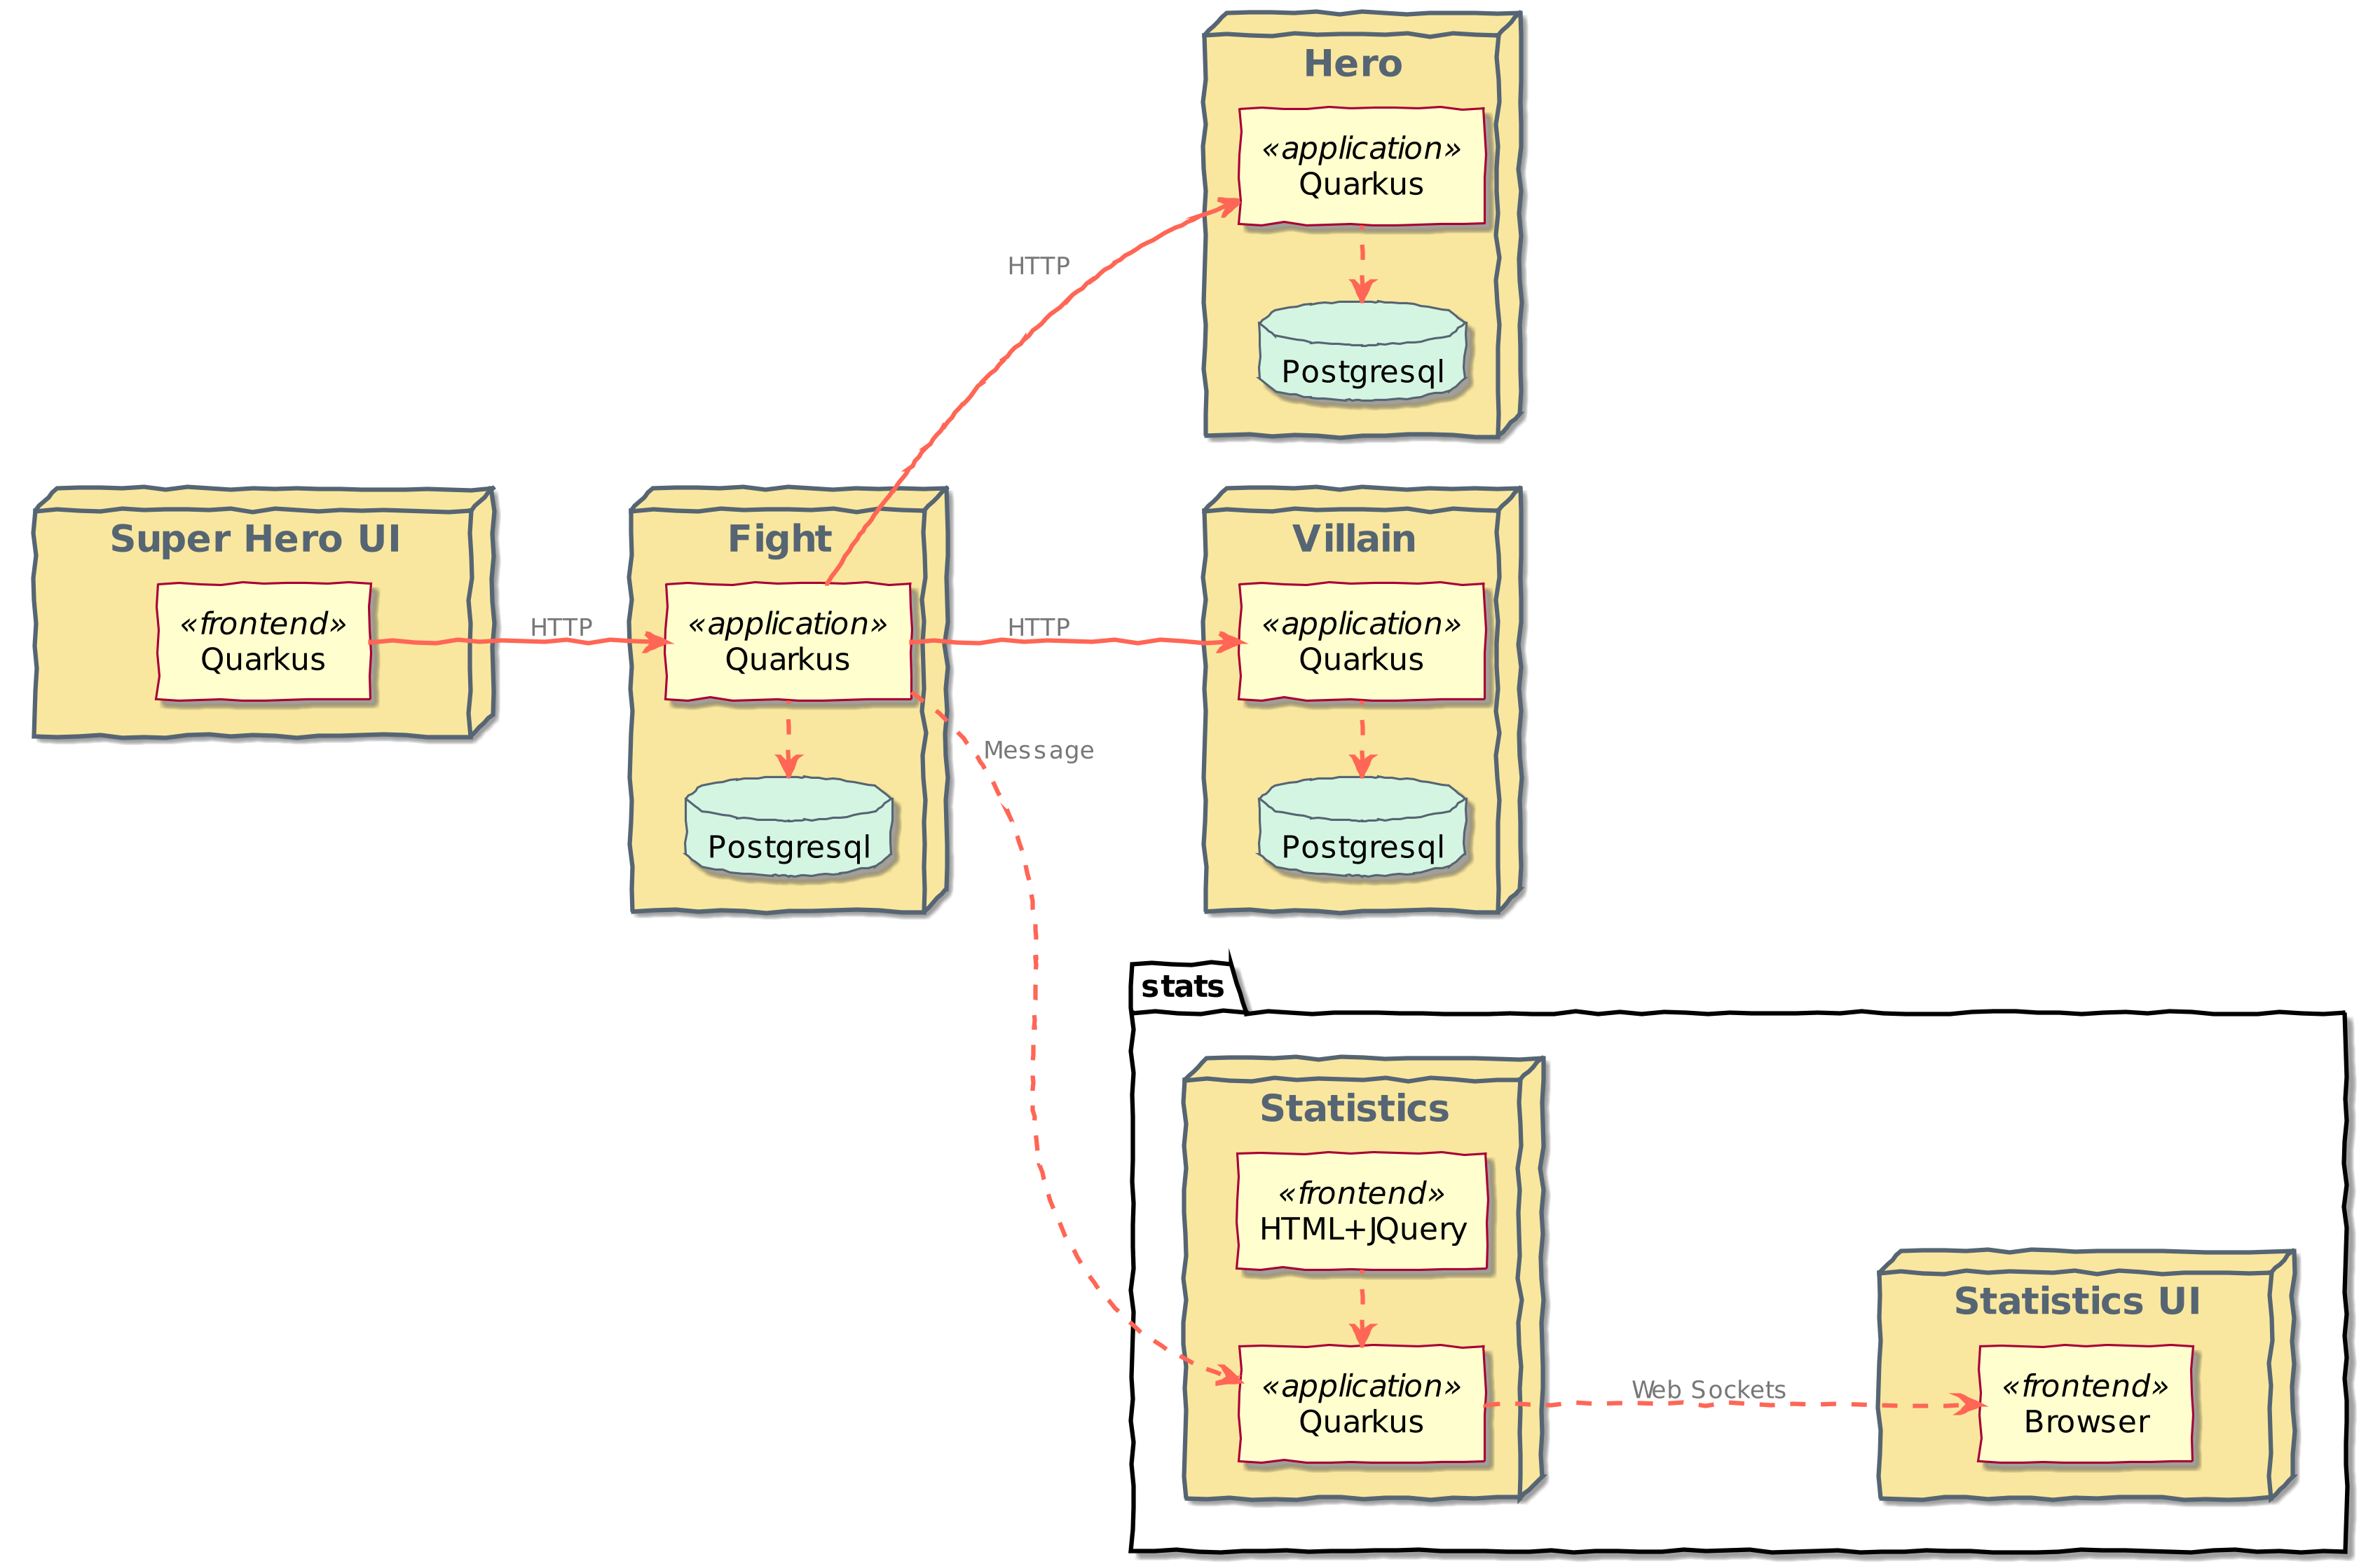 Hero
«application»
Quarkus
Postgresql
HTTP
Super Hero UI
«frontend»
Quarkus
HTTP
Fight
«application»
Quarkus
Postgresql
HTTP
Message
Villain
«application»
Quarkus
Postgresql
stats
Statistics
«frontend»
HTML+JQuery
«application»
Quarkus
Web Sockets
Statistics UI
«frontend»
Browser